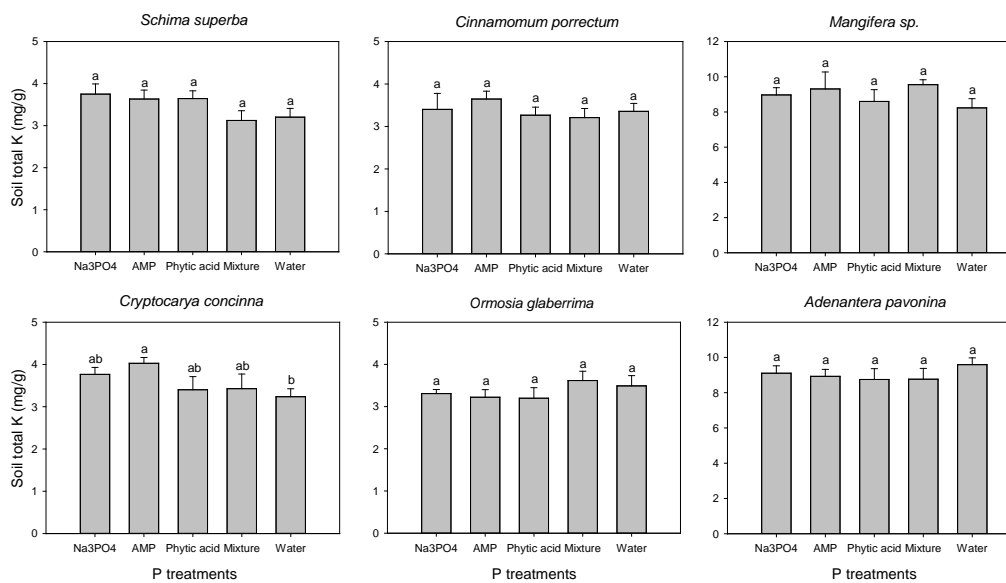 Schima superba
Cinnamomum porrectum
Mangifera sp.
Soil total K (mg/g)
5
4
3
2
1
0
a
a
a
a
a
Na3PO4 AMP Phytic acid Mixture Water
5
4
3
2
1
0
a
a
a
a
a
Na3PO4 AMP Phytic acid Mixture Water
12
10
8
6
4
2
0
a
a
a
a
a
Na3PO4 AMP Phytic acid Mixture Water
Cryptocarya concinna
Ormosia glaberrima
Adenantera pavonina
Soil total K (mg/g)
5
4
3
2
1
0
ab
a
ab
ab
b
Na3PO4 AMP Phytic acid Mixture Water
P treatments
5
4
3
2
1
0
a
a
a
a
a
Na3PO4 AMP Phytic acid Mixture Water
P treatments
12
10
8
6
4
2
0
a
a
a
a
a
Na3PO4 AMP Phytic acid Mixture Water
P treatments